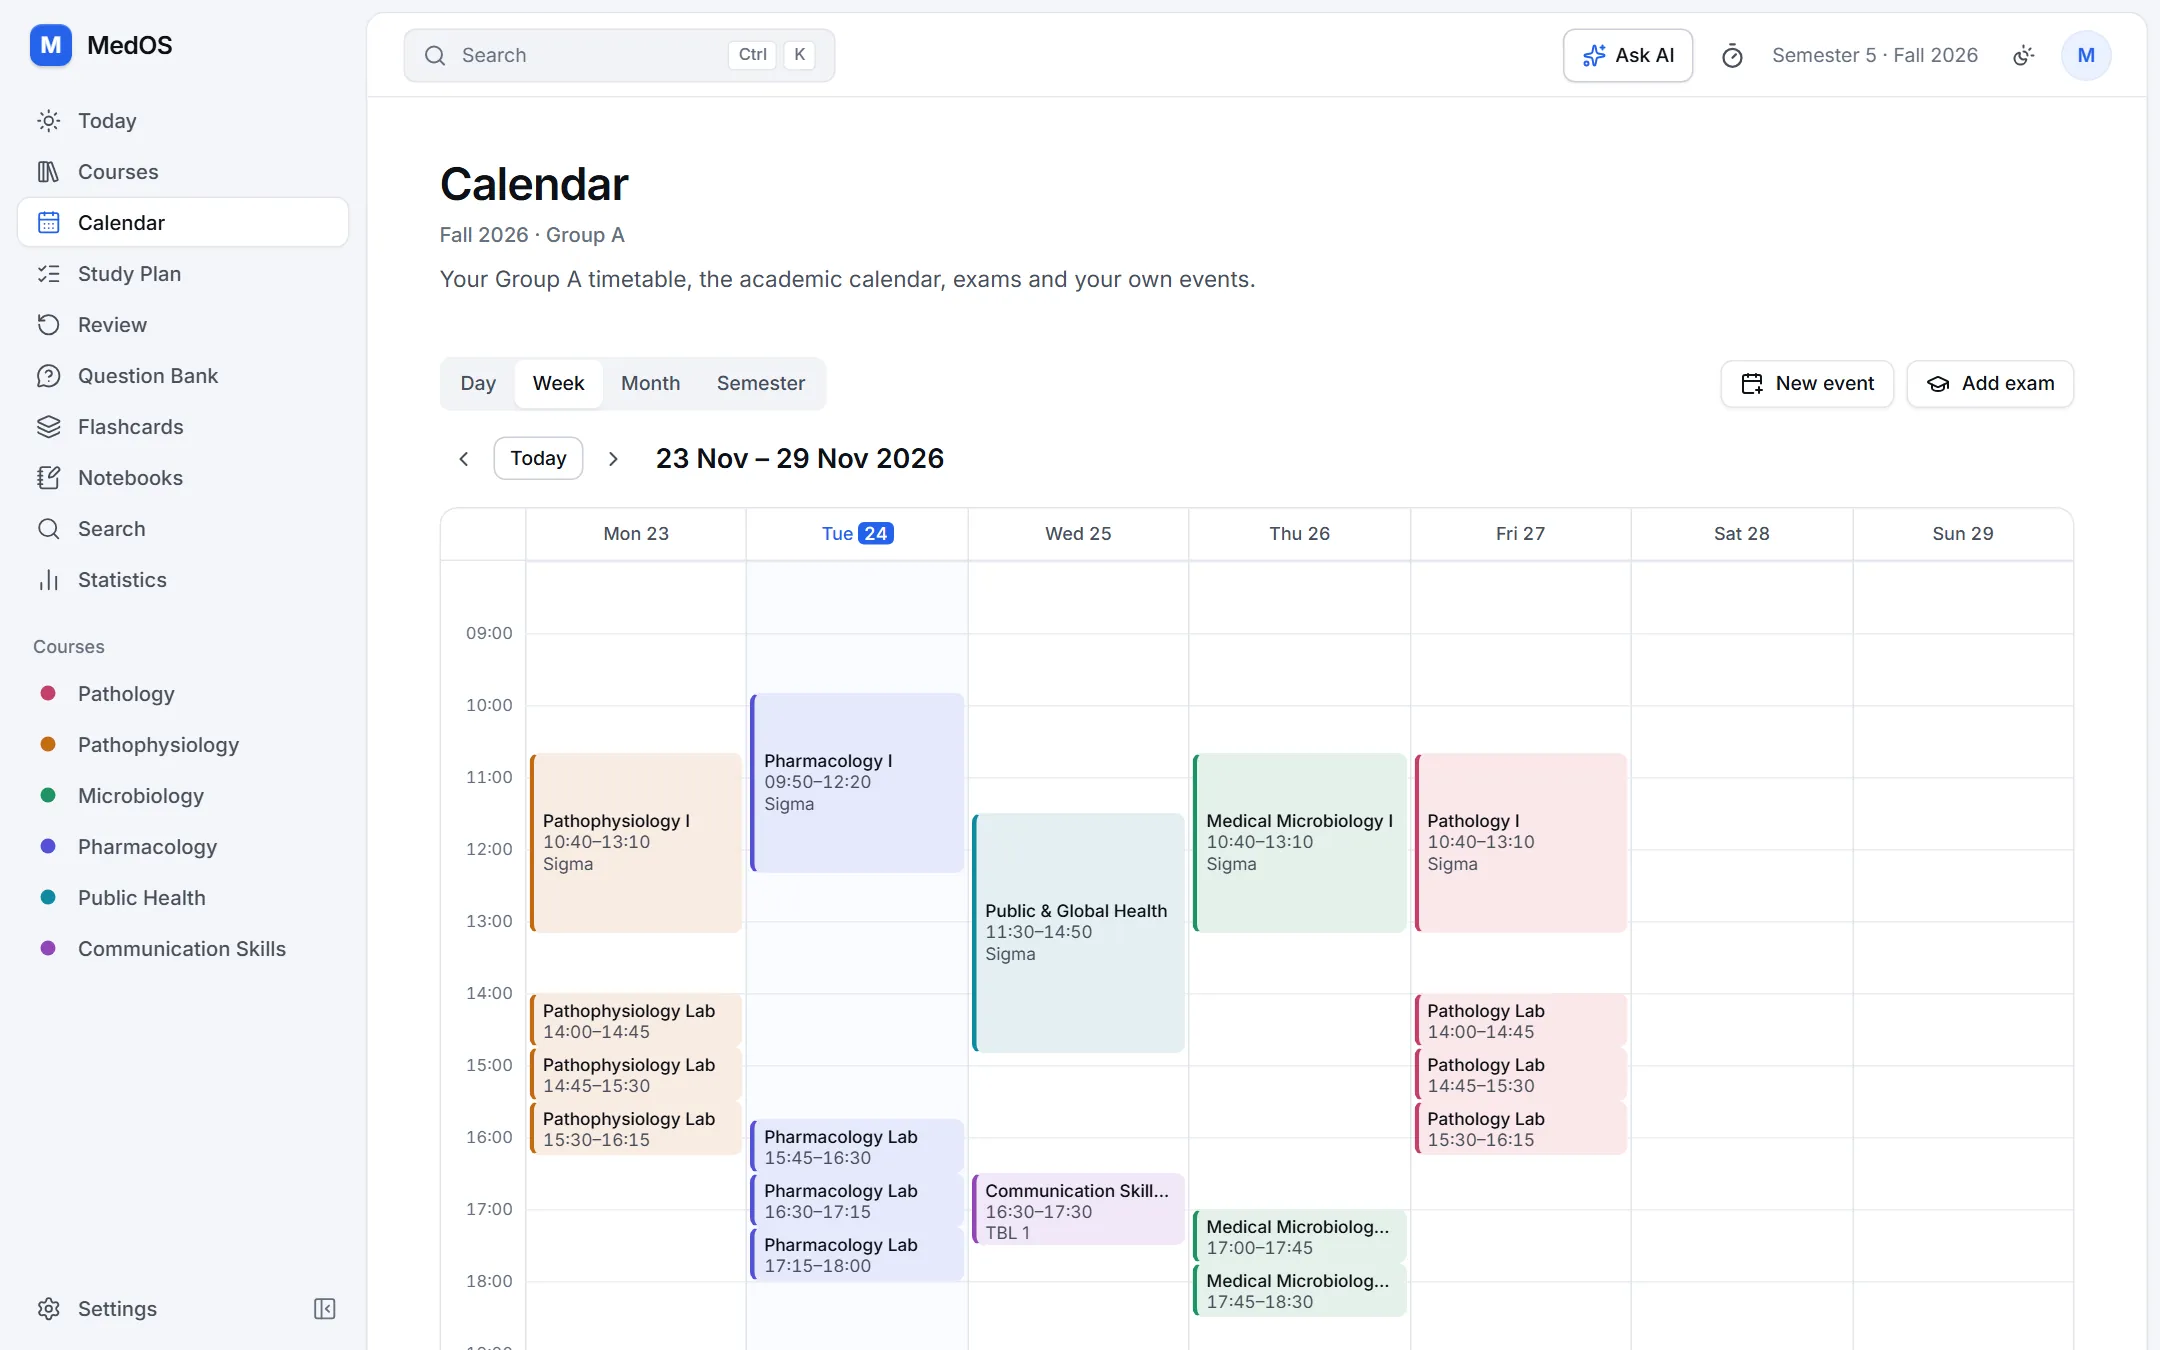 M MedOS
Today
Courses
Calendar
Study Plan
Review
Question Bank
Flashcards
Notebooks
Search
Statistics
Courses
Pathology
Pathophysiology
Microbiology
Pharmacology
Public Health
Communication Skills
Settings
Search Ctrl K
Ask AI
Semester 5 · Fall 2026
M
Calendar
Fall 2026 · Group A
Your Group A timetable, the academic calendar, exams and your own events.
Day Week Month Semester
New event
Add exam
Today
23 Nov – 29 Nov 2026
Mon 23
Tue 24
Wed 25
Thu 26
Fri 27
Sat 28
Sun 29
09:00
10:00
11:00
12:00
13:00
14:00
15:00
16:00
17:00
18:00
Pathophysiology I
10:40–13:10
Sigma
Pathophysiology Lab
14:00–14:45
Pathophysiology Lab
14:45–15:30
Pathophysiology Lab
15:30–16:15
Pharmacology I
09:50–12:20
Sigma
Pharmacology Lab
15:45–16:30
Pharmacology Lab
16:30–17:15
Pharmacology Lab
17:15–18:00
Public & Global Health
11:30–14:50
Sigma
Communication Skill...
16:30–17:30
TBL 1
Medical Microbiology I
10:40–13:10
Sigma
Medical Microbiolog...
17:00–17:45
Medical Microbiolog...
17:45–18:30
Pathology I
10:40–13:10
Sigma
Pathology Lab
14:00–14:45
Pathology Lab
14:45–15:30
Pathology Lab
15:30–16:15